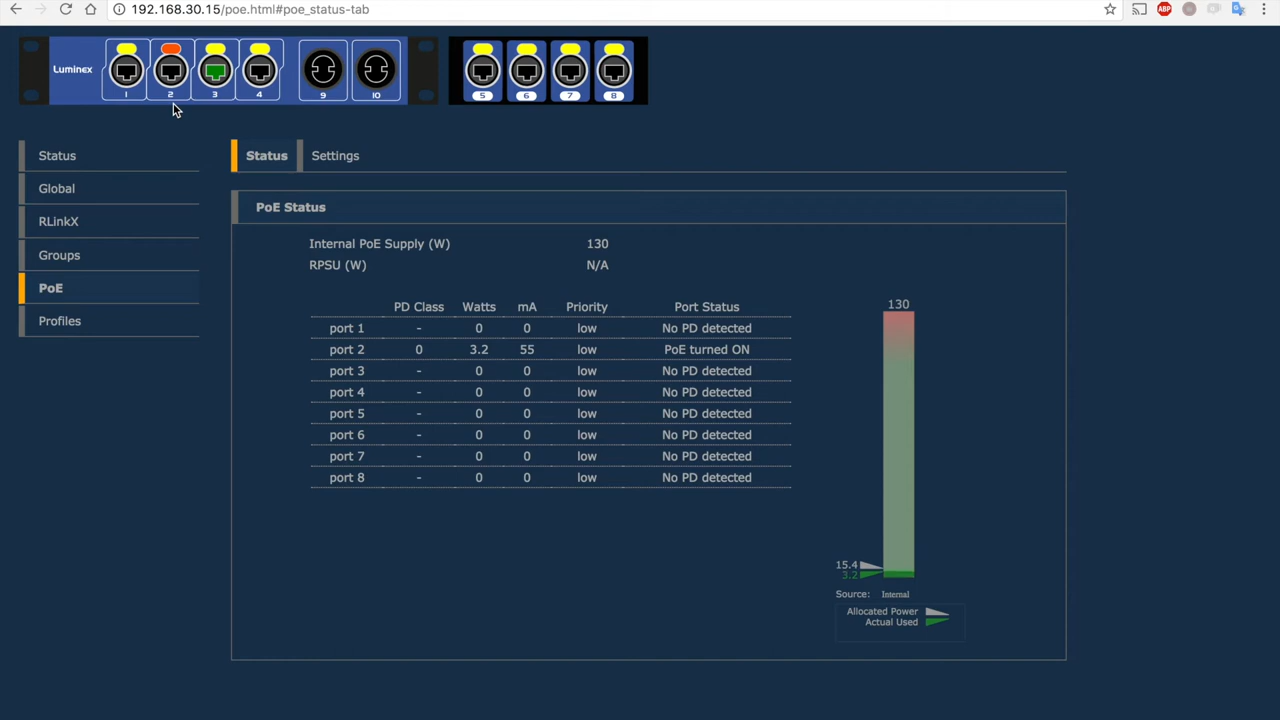 192.168.30.15/poe.html#poe_status-tab
ABP
Luminex
1 2 3 4 9 10 5 6 7 8
Status
Global
RLinkX
Groups
PoE
Profiles
Status Settings
PoE Status
Internal PoE Supply (W) 130
RPSU (W) N/A
PD Class Watts mA Priority Port Status
port 1 - 0 0 low No PD detected
port 2 0 3.2 55 low PoE turned ON
port 3 - 0 0 low No PD detected
port 4 - 0 0 low No PD detected
port 5 - 0 0 low No PD detected
port 6 - 0 0 low No PD detected
port 7 - 0 0 low No PD detected
port 8 - 0 0 low No PD detected
130
15.4
3.2
Source: Internal
Allocated Power
Actual Used